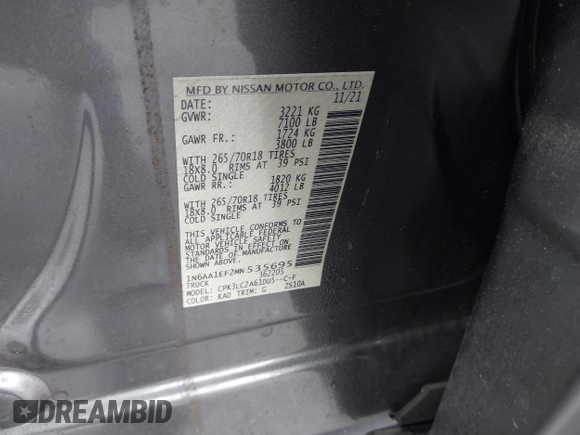 MFD BY NISSAN MOTOR CO., LTD.
DATE: 11/21
GVWR: 3221 KG
7100 LB
GAWR FR.: 1724 KG
3800 LB
WITH 265/70R18 TIRES
18x8.0 RIMS AT 39 PSI
COLD SINGLE
GAWR RR.: 1820 KG
4012 LB
WITH 265/70R18 TIRES
18x8.0 RIMS AT 39 PSI
COLD SINGLE
THIS VEHICLE CONFORMS TO
ALL APPLICABLE FEDERAL
MOTOR VEHICLE SAFETY
STANDARDS IN EFFECT ON
THE DATE OF MANUFACTURE
SHOWN ABOVE.
1N6AA1EF2MN535695
TRUCK 362205
MODEL: CPK3LC2A61DU5--C-F
COLOR: KAD TRIM: G ZS10A
DREAMBID